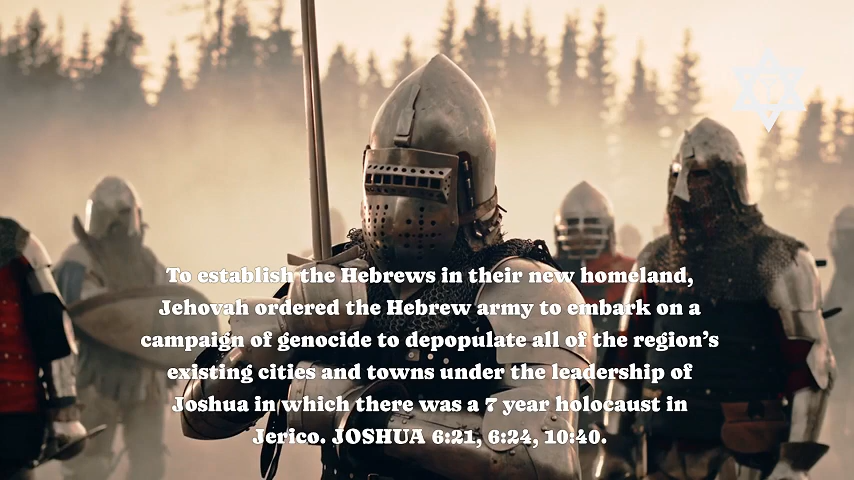 To establish the Hebrews in their new homeland,
Jehovah ordered the Hebrew army to embark on a
campaign of genocide to depopulate all of the region’s
existing cities and towns under the leadership of
Joshua in which there was a 7 year holocaust in
Jerico. JOSHUA 6:21, 6:24, 10:40.